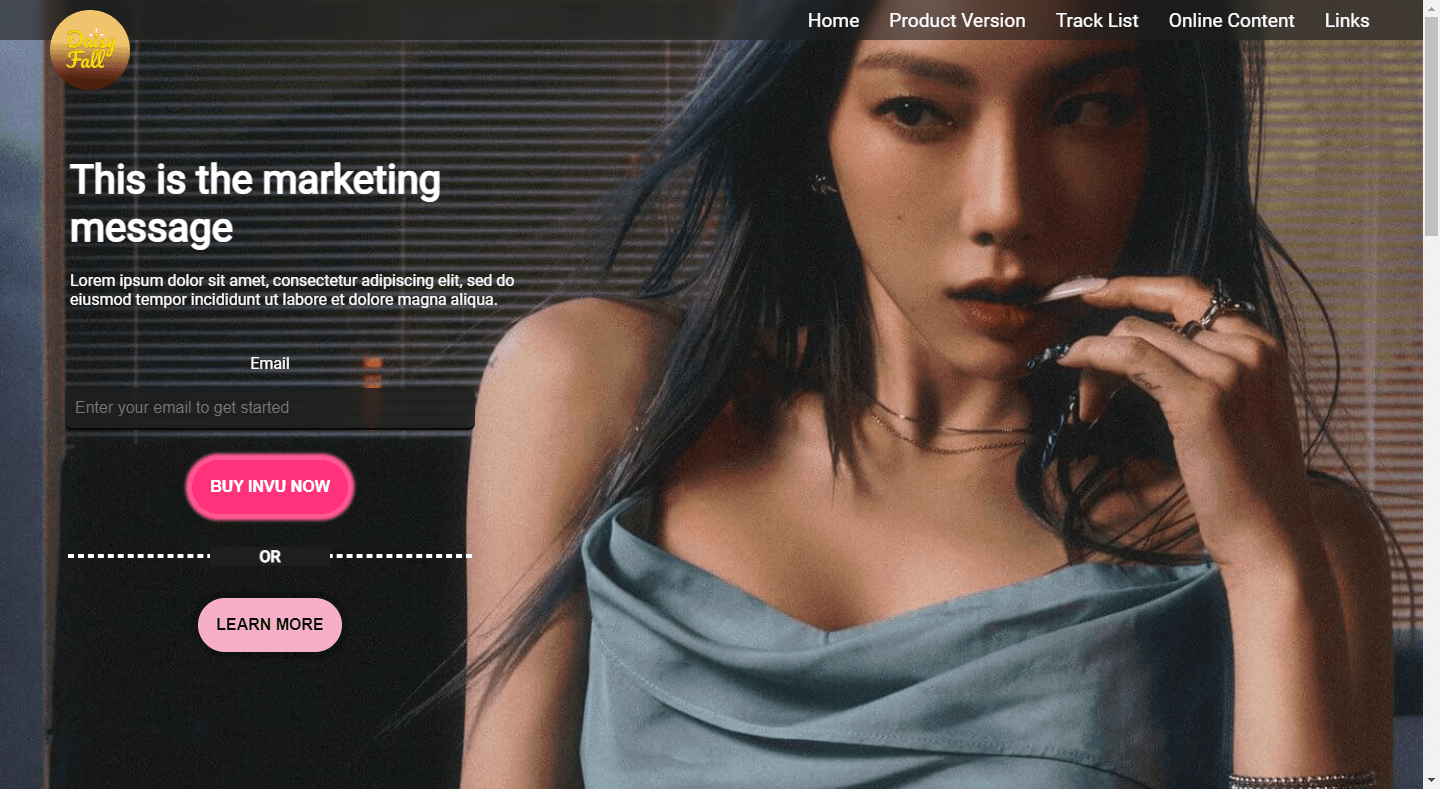 Daisy
Fall
Home
Product Version
Track List
Online Content
Links
This is the marketing
message
Lorem ipsum dolor sit amet, consectetur adipiscing elit, sed do
eiusmod tempor incididunt ut labore et dolore magna aliqua.
Email
Enter your email to get started
BUY INVU NOW
OR
LEARN MORE